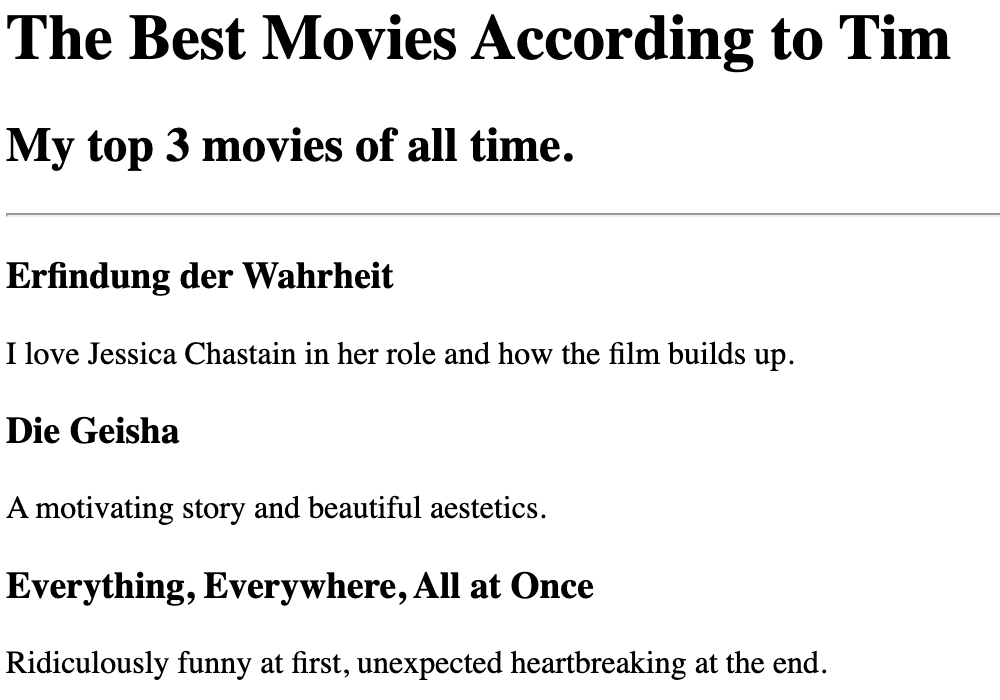 The Best Movies According to Tim
My top 3 movies of all time.
Erfindung der Wahrheit
I love Jessica Chastain in her role and how the film builds up.
Die Geisha
A motivating story and beautiful aestetics.
Everything, Everywhere, All at Once
Ridiculously funny at first, unexpected heartbreaking at the end.